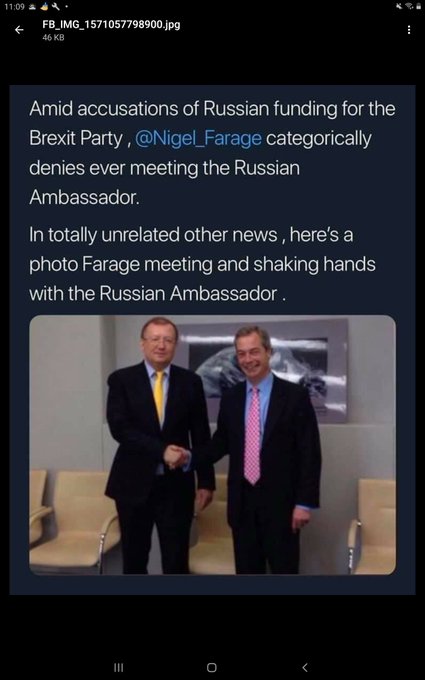 11:09
FB_IMG_1571057798900.jpg
46 KB
Amid accusations of Russian funding for the
Brexit Party , @Nigel_Farage categorically
denies ever meeting the Russian
Ambassador.
In totally unrelated other news , here's a
photo Farage meeting and shaking hands
with the Russian Ambassador .